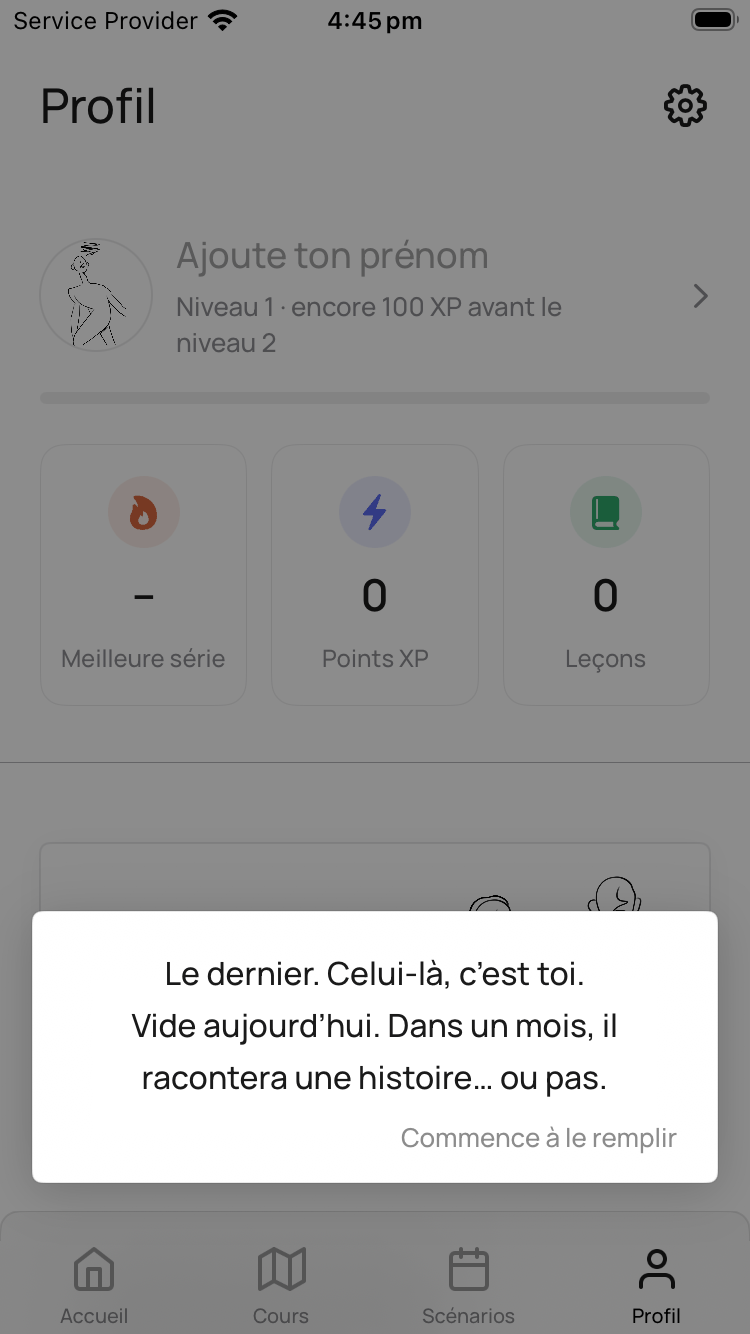 Service Provider 4:45 pm
Profil
Ajoute ton prénom
Niveau 1 · encore 100 XP avant le
niveau 2
– 0 0
Meilleure série Points XP Leçons
Le dernier. Celui-là, c’est toi.
Vide aujourd’hui. Dans un mois, il
racontera une histoire… ou pas.
Commence à le remplir
Accueil Cours Scénarios Profil